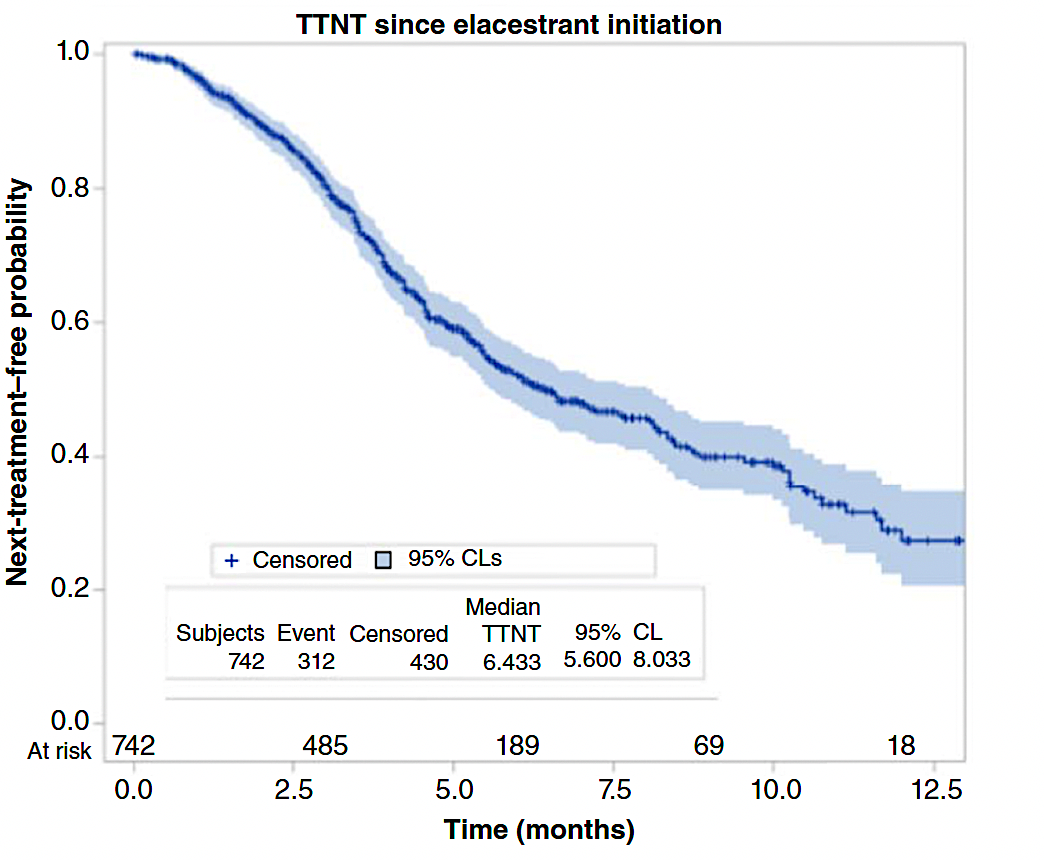 TTNT since elacestrant initiation
Next-treatment–free probability
1.0
0.8
0.6
0.4
0.2
0.0
+ Censored 95% CLs
Median
Subjects Event Censored TTNT 95% CL
742 312 430 6.433 5.600 8.033
At risk 742 485 189 69 18
0.0 2.5 5.0 7.5 10.0 12.5
Time (months)